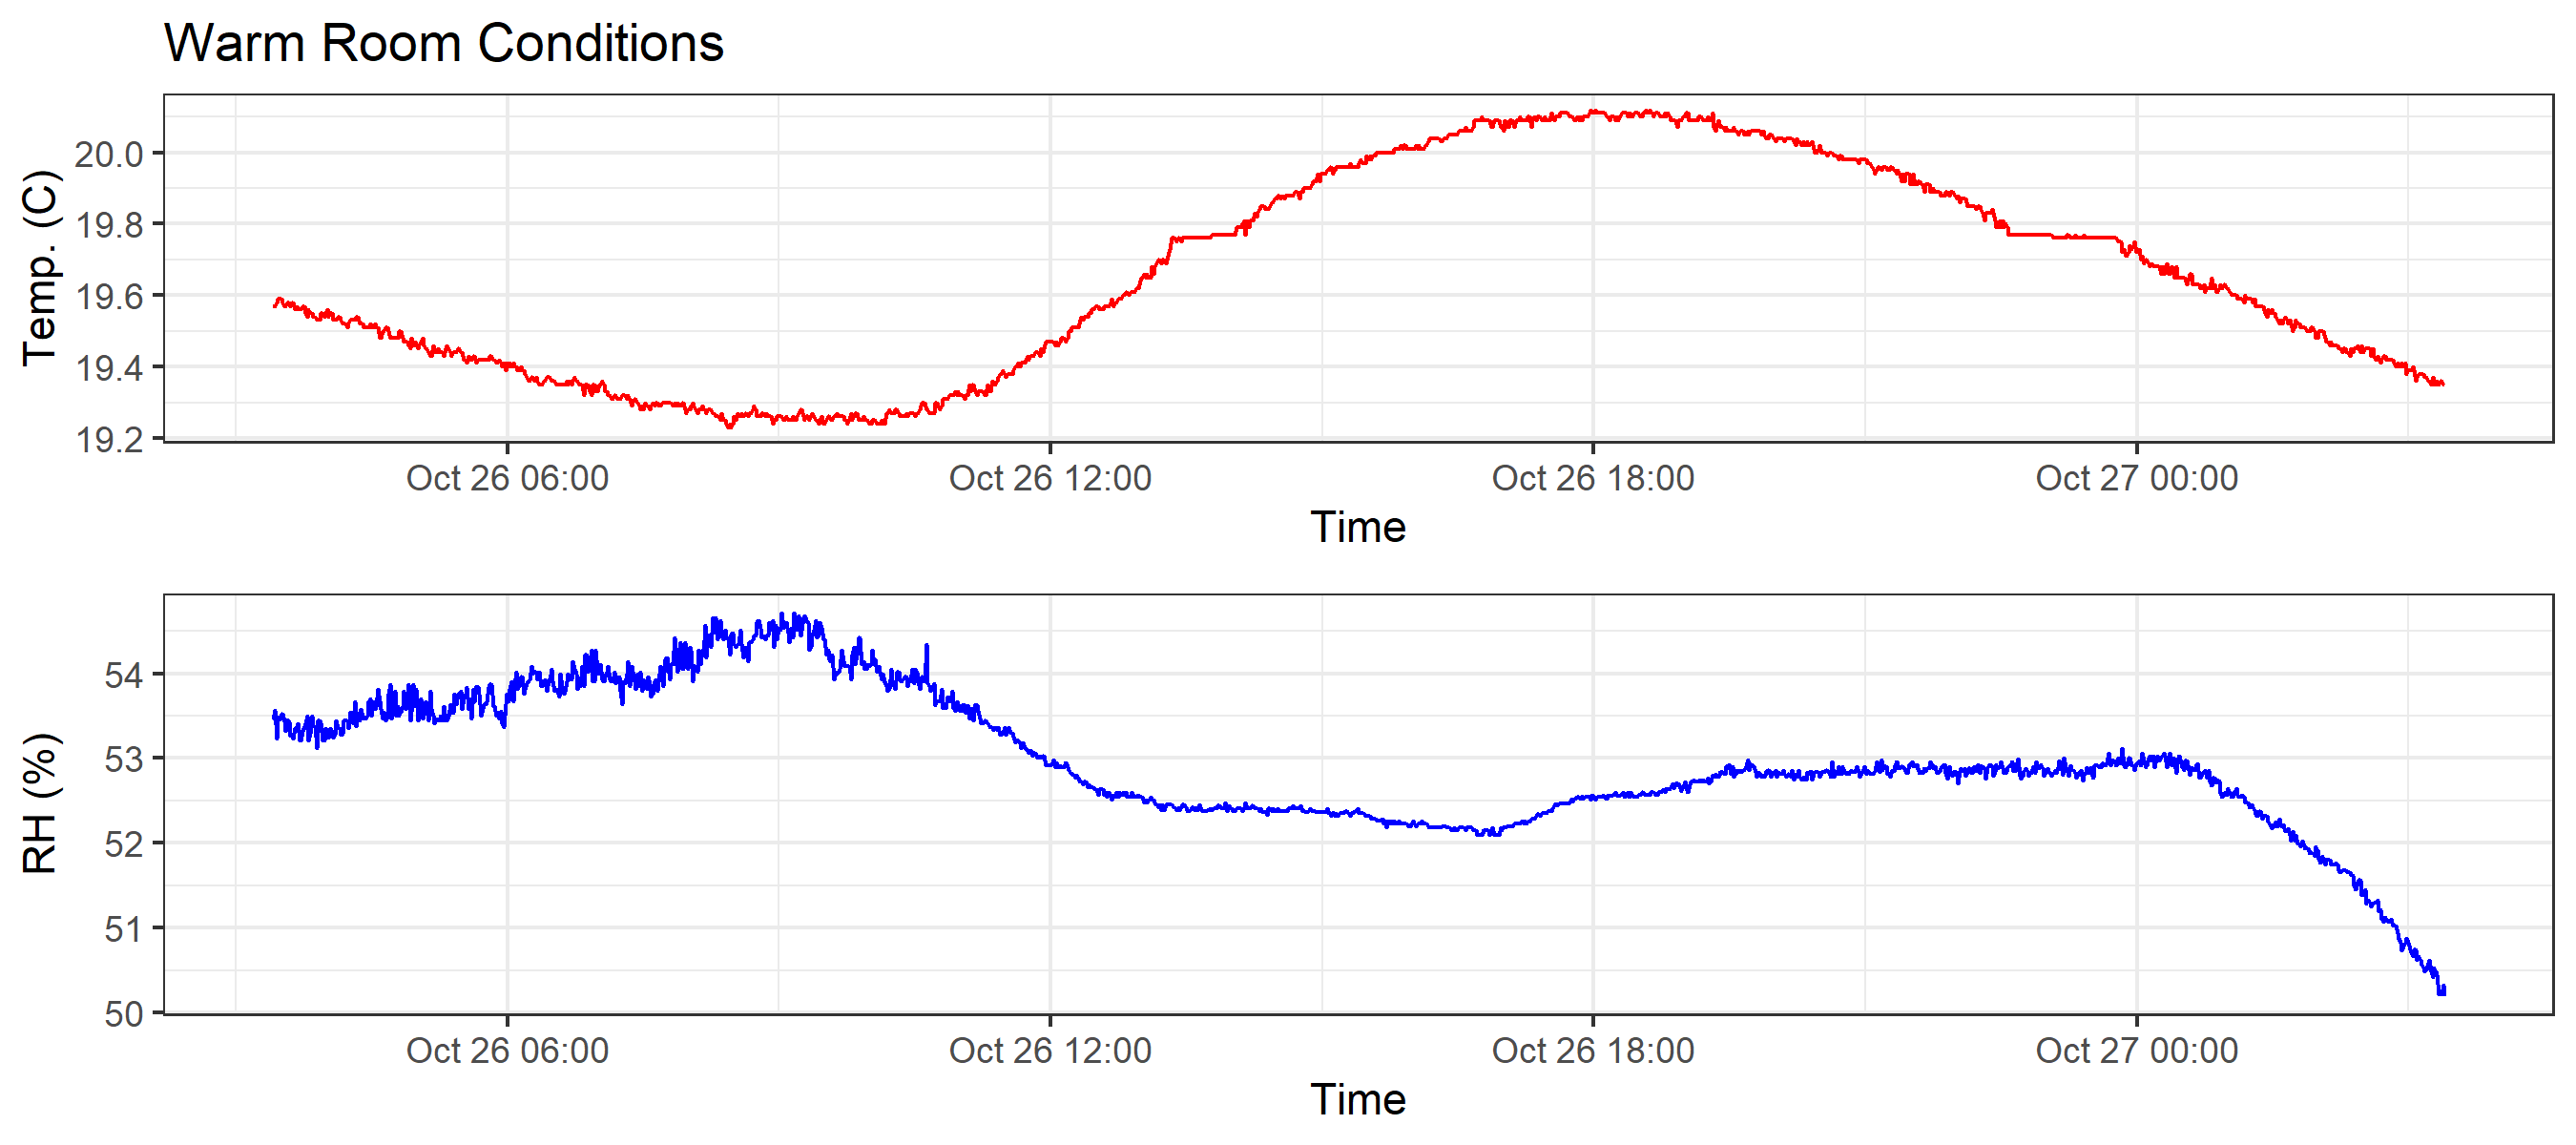 Warm Room Conditions
Temp. (C)
20.0
19.8
19.6
19.4
19.2
Oct 26 06:00 Oct 26 12:00 Oct 26 18:00 Oct 27 00:00
Time
RH (%)
54
53
52
51
50
Oct 26 06:00 Oct 26 12:00 Oct 26 18:00 Oct 27 00:00
Time